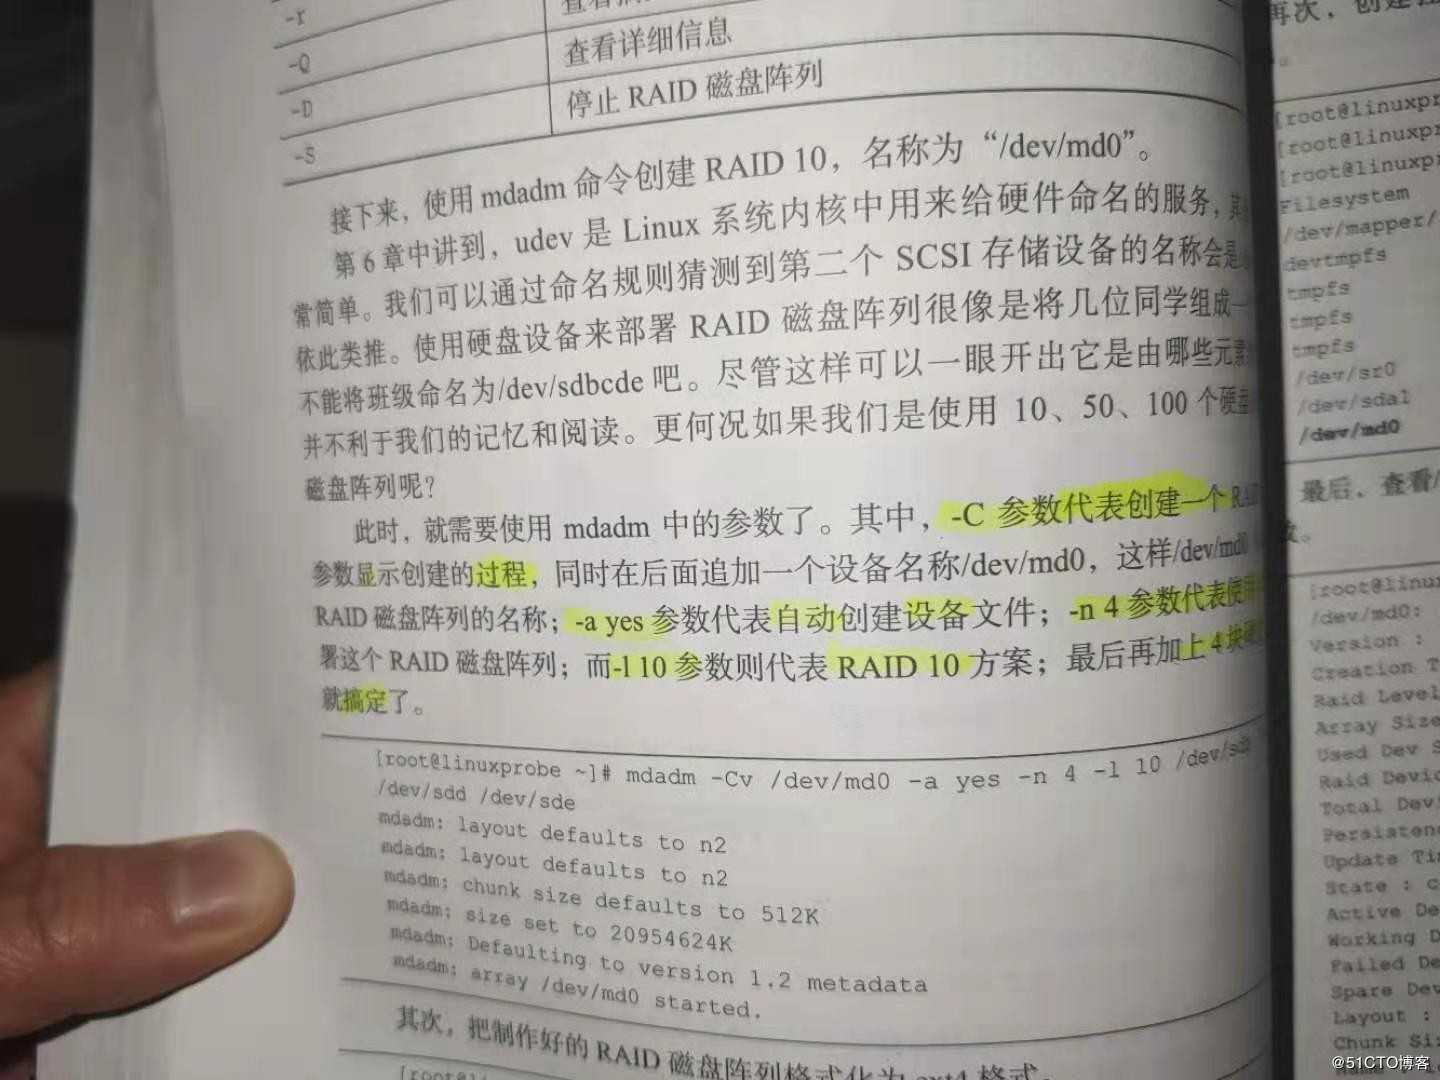 -r
-Q 查看详细信息
-D 停止 RAID 磁盘阵列
-S
接下来，使用 mdadm 命令创建 RAID 10，名称为“/dev/md0”。
第 6 章中讲到，udev 是 Linux 系统内核中用来给硬件命名的服务，
常简单。我们可以通过命名规则猜测到第二个 SCSI 存储设备的名称会是
依此类推。使用硬盘设备来部署 RAID 磁盘阵列很像是将几位同学组成一
不能将班级命名为/dev/sdbcde 吧。尽管这样可以一眼开出它是由哪些元素
并不利于我们的记忆和阅读。更何况如果我们是使用 10、50、100 个硬盘
磁盘阵列呢？
此时，就需要使用 mdadm 中的参数了。其中，-C 参数代表创建一个
参数显示创建的过程，同时在后面追加一个设备名称/dev/md0，这样/dev/md0
RAID 磁盘阵列的名称；-a yes 参数代表自动创建设备文件；-n 4 参数代表使用
署这个 RAID 磁盘阵列；而-l 10 参数则代表 RAID 10 方案；最后再加上 4 块
就搞定了。
[root@linuxprobe ~]# mdadm -Cv /dev/md0 -a yes -n 4 -l 10
/dev/sdd /dev/sde
mdadm: layout defaults to n2
mdadm: layout defaults to n2
mdadm: chunk size defaults to 512K
mdadm: size set to 20954624K
mdadm: Defaulting to version 1.2 metadata
mdadm: array /dev/md0 started.
其次，把制作好的 RAID 磁盘阵列格式化为 ext4 格式。
再次，创建
[root@linuxpr
[root@linuxpr
[root@linuxpr
Filesystem
/dev/mapper/
devtmpfs
tmpfs
tmpfs
tmpfs
/dev/sr0
/dev/sda1
/dev/md0
最后，查看
[root@linu
/dev/md0:
Version :
Creation T
Raid Level
Array Size
Used Dev S
Raid Devic
Total Dev
Persisten
Update Ti
State : c
Active De
Working D
Failed De
Spare Dev
Layout :
Chunk Si
@51CTO博客